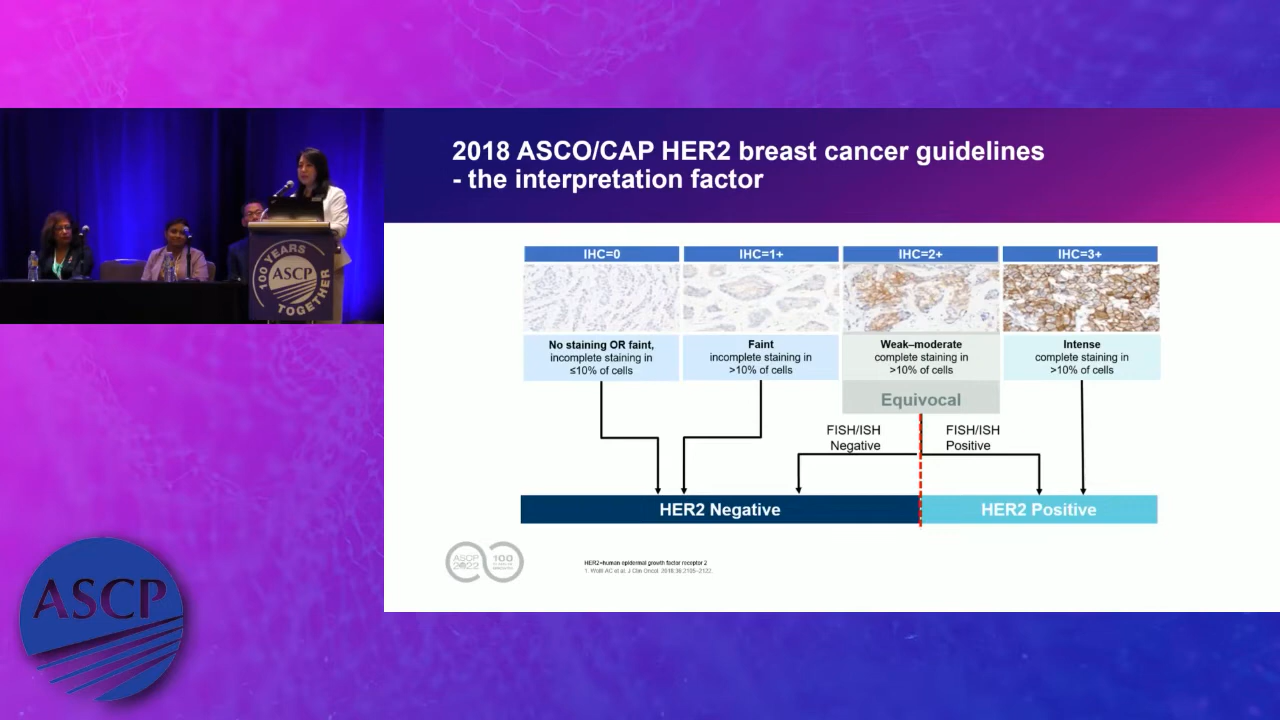 2018 ASCO/CAP HER2 breast cancer guidelines
- the interpretation factor
IHC=0
IHC=1+
IHC=2+
IHC=3+
No staining OR faint,
incomplete staining in
≤10% of cells
Faint
incomplete staining in
>10% of cells
Weak–moderate
complete staining in
>10% of cells
Intense
complete staining in
>10% of cells
Equivocal
FISH/ISH
Negative
FISH/ISH
Positive
HER2 Negative
HER2 Positive
100 YEARS
ASCP
TOGETHER
ASCP
2022
100
HER2=human epidermal growth factor receptor 2
1. Wolff AC et al. J Clin Oncol. 2018;36:2105–2122.
ASCP